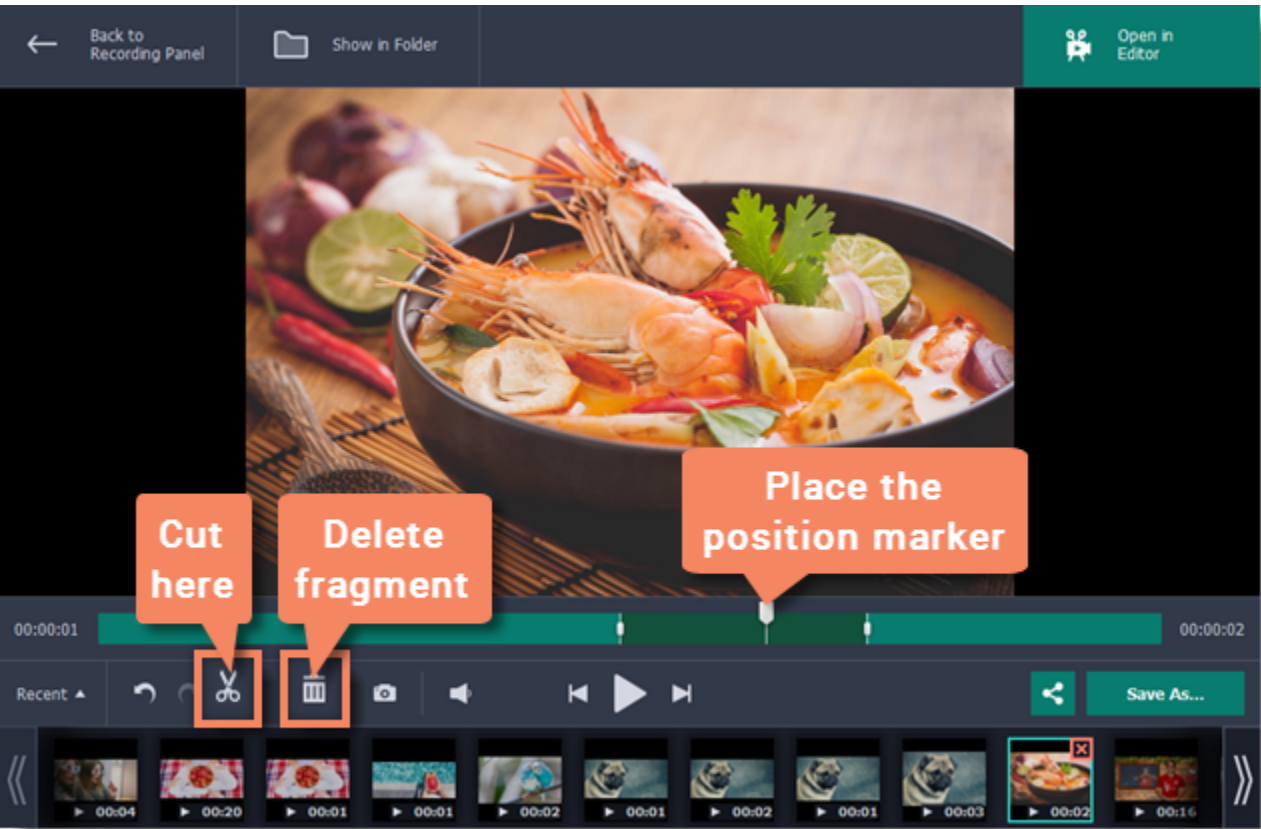 Back to
Recording Panel
Show in Folder
Open in
Editor
Place the
position marker
Cut
here
Delete
fragment
00:00:01
00:00:02
Recent
Save As...
00:04
00:20
00:01
00:01
00:02
00:01
00:02
00:01
00:03
00:02
00:16